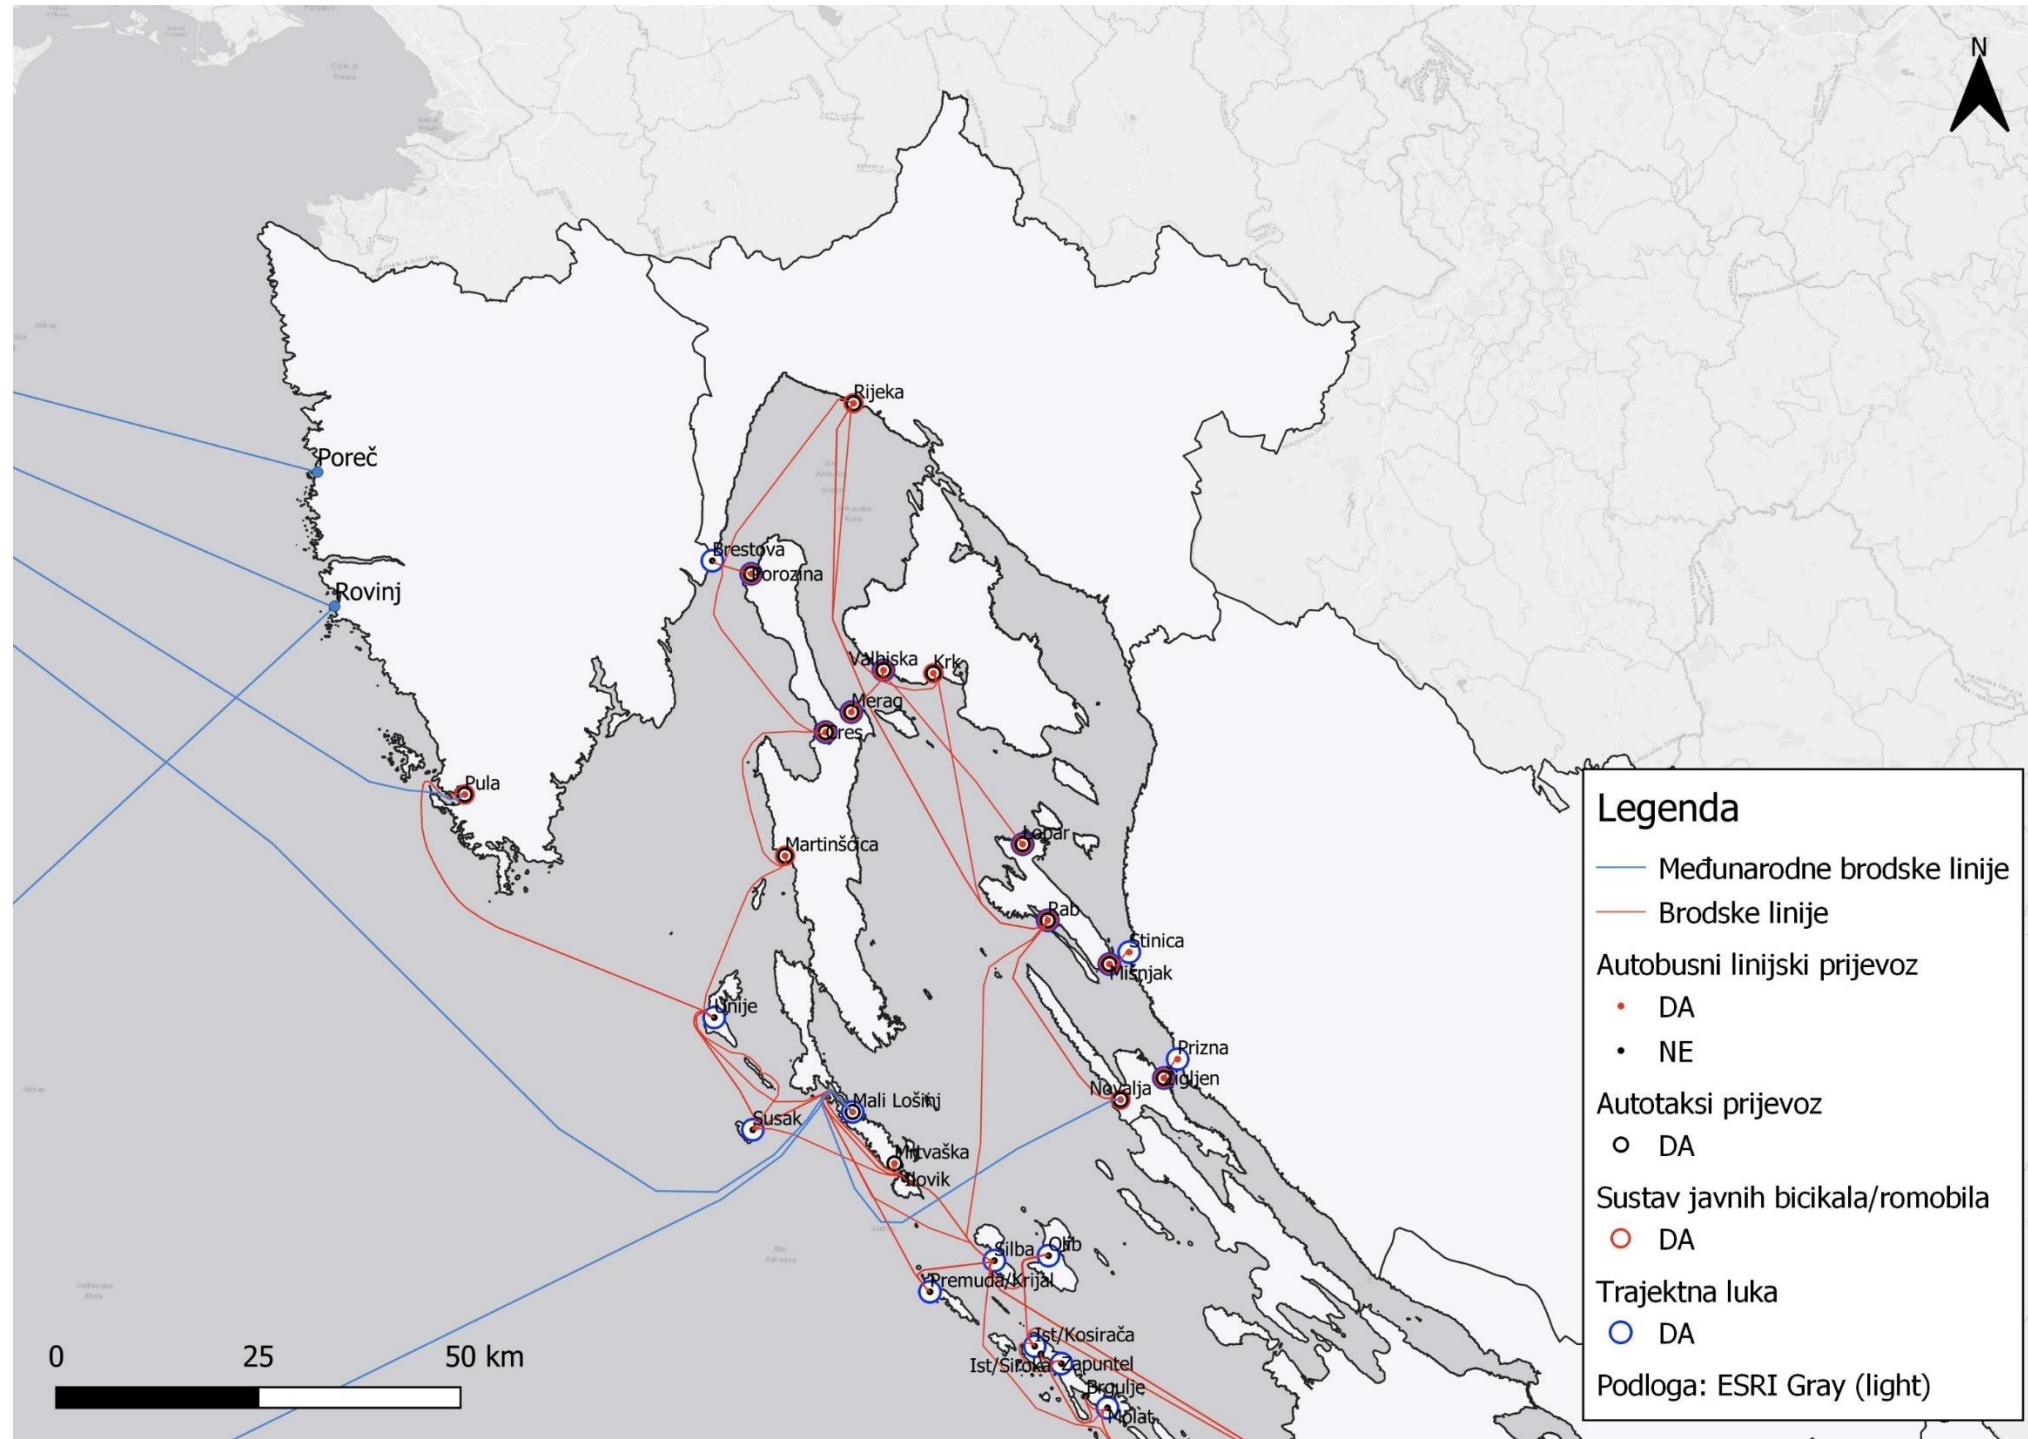 N
Rijeka
Poreč
Brestova
Porozina
Rovinj
Valbiska
Krk
Merag
Cres
Pula
Lopar
Martinšćica
Rab
Stinica
Mišnjak
Unije
Prizna
Žigljen
Novalja
Mali Lošinj
Susak
Mrtvaška
Ilovik
Silba
Olib
Premuda/Krijal
Ist/Kosirača
Ist/Široka
Zapuntel
Brgulje
Molat
0 25 50 km
Legenda
Međunarodne brodske linije
Brodske linije
Autobusni linijski prijevoz
DA
NE
Autotaksi prijevoz
DA
Sustav javnih bicikala/romobila
DA
Trajektna luka
DA
Podloga: ESRI Gray (light)